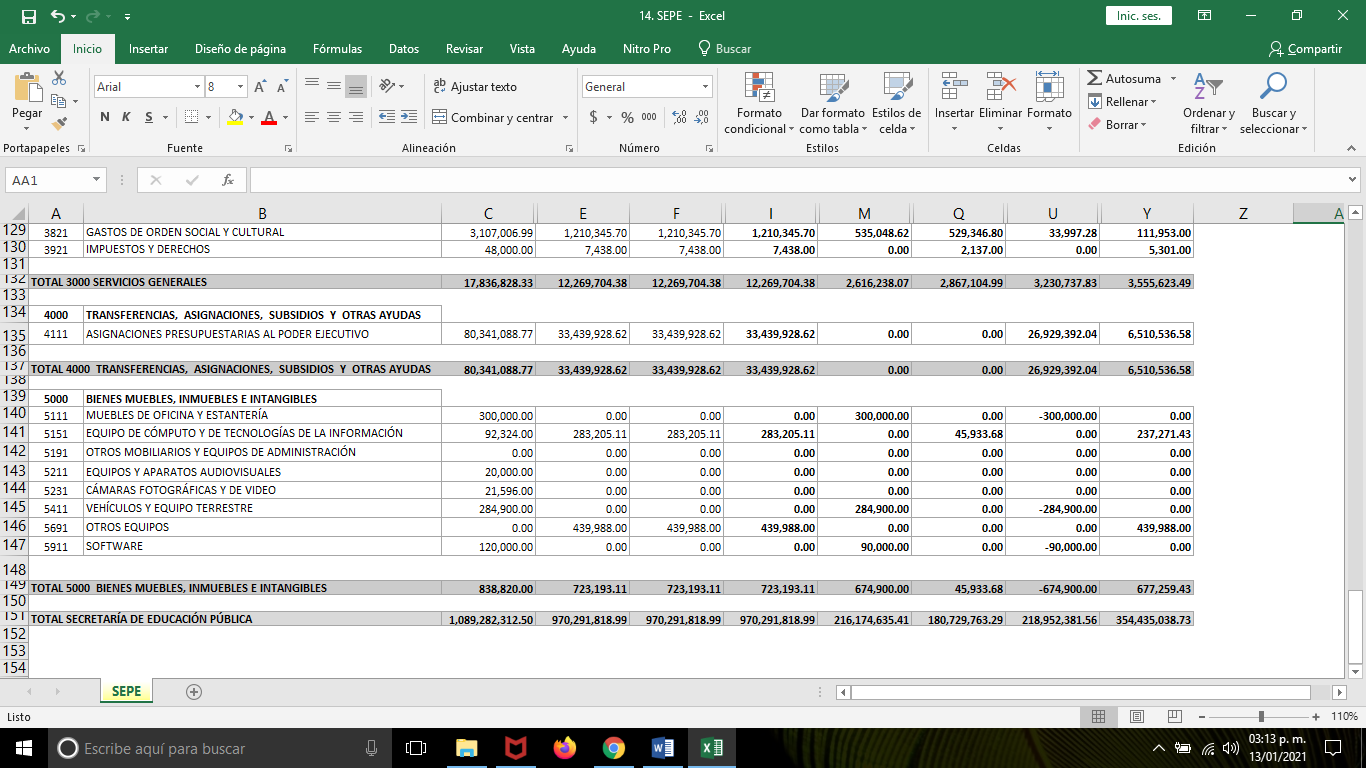 14. SEPE - Excel
Inic. ses.
Archivo Inicio Insertar Diseño de página Fórmulas Datos Revisar Vista Ayuda Nitro Pro Buscar Compartir
Pegar
Arial 8
N K S
Ajustar texto
Combinar y centrar
General
$ % 000
Formato condicional
Dar formato como tabla
Estilos de celda
Insertar Eliminar Formato
Autosuma
Rellenar
Borrar
Ordenar y filtrar
Buscar y seleccionar
Portapapeles Fuente Alineación Número Estilos Celdas Edición
AA1 fx
A B C E F I M Q U Y Z A
129 3821 GASTOS DE ORDEN SOCIAL Y CULTURAL 3,107,006.99 1,210,345.70 1,210,345.70 1,210,345.70 535,048.62 529,346.80 33,997.28 111,953.00
130 3921 IMPUESTOS Y DERECHOS 48,000.00 7,438.00 7,438.00 7,438.00 0.00 2,137.00 0.00 5,301.00
131
132 TOTAL 3000 SERVICIOS GENERALES 17,836,828.33 12,269,704.38 12,269,704.38 12,269,704.38 2,616,238.07 2,867,104.99 3,230,737.83 3,555,623.49
133
134 4000 TRANSFERENCIAS, ASIGNACIONES, SUBSIDIOS Y OTRAS AYUDAS
135 4111 ASIGNACIONES PRESUPUESTARIAS AL PODER EJECUTIVO 80,341,088.77 33,439,928.62 33,439,928.62 33,439,928.62 0.00 0.00 26,929,392.04 6,510,536.58
136
137 TOTAL 4000 TRANSFERENCIAS, ASIGNACIONES, SUBSIDIOS Y OTRAS AYUDAS 80,341,088.77 33,439,928.62 33,439,928.62 33,439,928.62 0.00 0.00 26,929,392.04 6,510,536.58
138
139 5000 BIENES MUEBLES, INMUEBLES E INTANGIBLES
140 5111 MUEBLES DE OFICINA Y ESTANTERÍA 300,000.00 0.00 0.00 0.00 300,000.00 0.00 -300,000.00 0.00
141 5151 EQUIPO DE CÓMPUTO Y DE TECNOLOGÍAS DE LA INFORMACIÓN 92,324.00 283,205.11 283,205.11 283,205.11 0.00 45,933.68 0.00 237,271.43
142 5191 OTROS MOBILIARIOS Y EQUIPOS DE ADMINISTRACIÓN 0.00 0.00 0.00 0.00 0.00 0.00 0.00 0.00
143 5211 EQUIPOS Y APARATOS AUDIOVISUALES 20,000.00 0.00 0.00 0.00 0.00 0.00 0.00 0.00
144 5231 CÁMARAS FOTOGRÁFICAS Y DE VIDEO 21,596.00 0.00 0.00 0.00 0.00 0.00 0.00 0.00
145 5411 VEHÍCULOS Y EQUIPO TERRESTRE 284,900.00 0.00 0.00 0.00 284,900.00 0.00 -284,900.00 0.00
146 5691 OTROS EQUIPOS 0.00 439,988.00 439,988.00 439,988.00 0.00 0.00 0.00 439,988.00
147 5911 SOFTWARE 120,000.00 0.00 0.00 0.00 90,000.00 0.00 -90,000.00 0.00
148
149 TOTAL 5000 BIENES MUEBLES, INMUEBLES E INTANGIBLES 838,820.00 723,193.11 723,193.11 723,193.11 674,900.00 45,933.68 -674,900.00 677,259.43
150
151 TOTAL SECRETARÍA DE EDUCACIÓN PÚBLICA 1,089,282,312.50 970,291,818.99 970,291,818.99 970,291,818.99 216,174,635.41 180,729,763.29 218,952,381.56 354,435,038.73
152
153
154
SEPE
Listo 110%
Escribe aquí para buscar
03:13 p. m.
13/01/2021